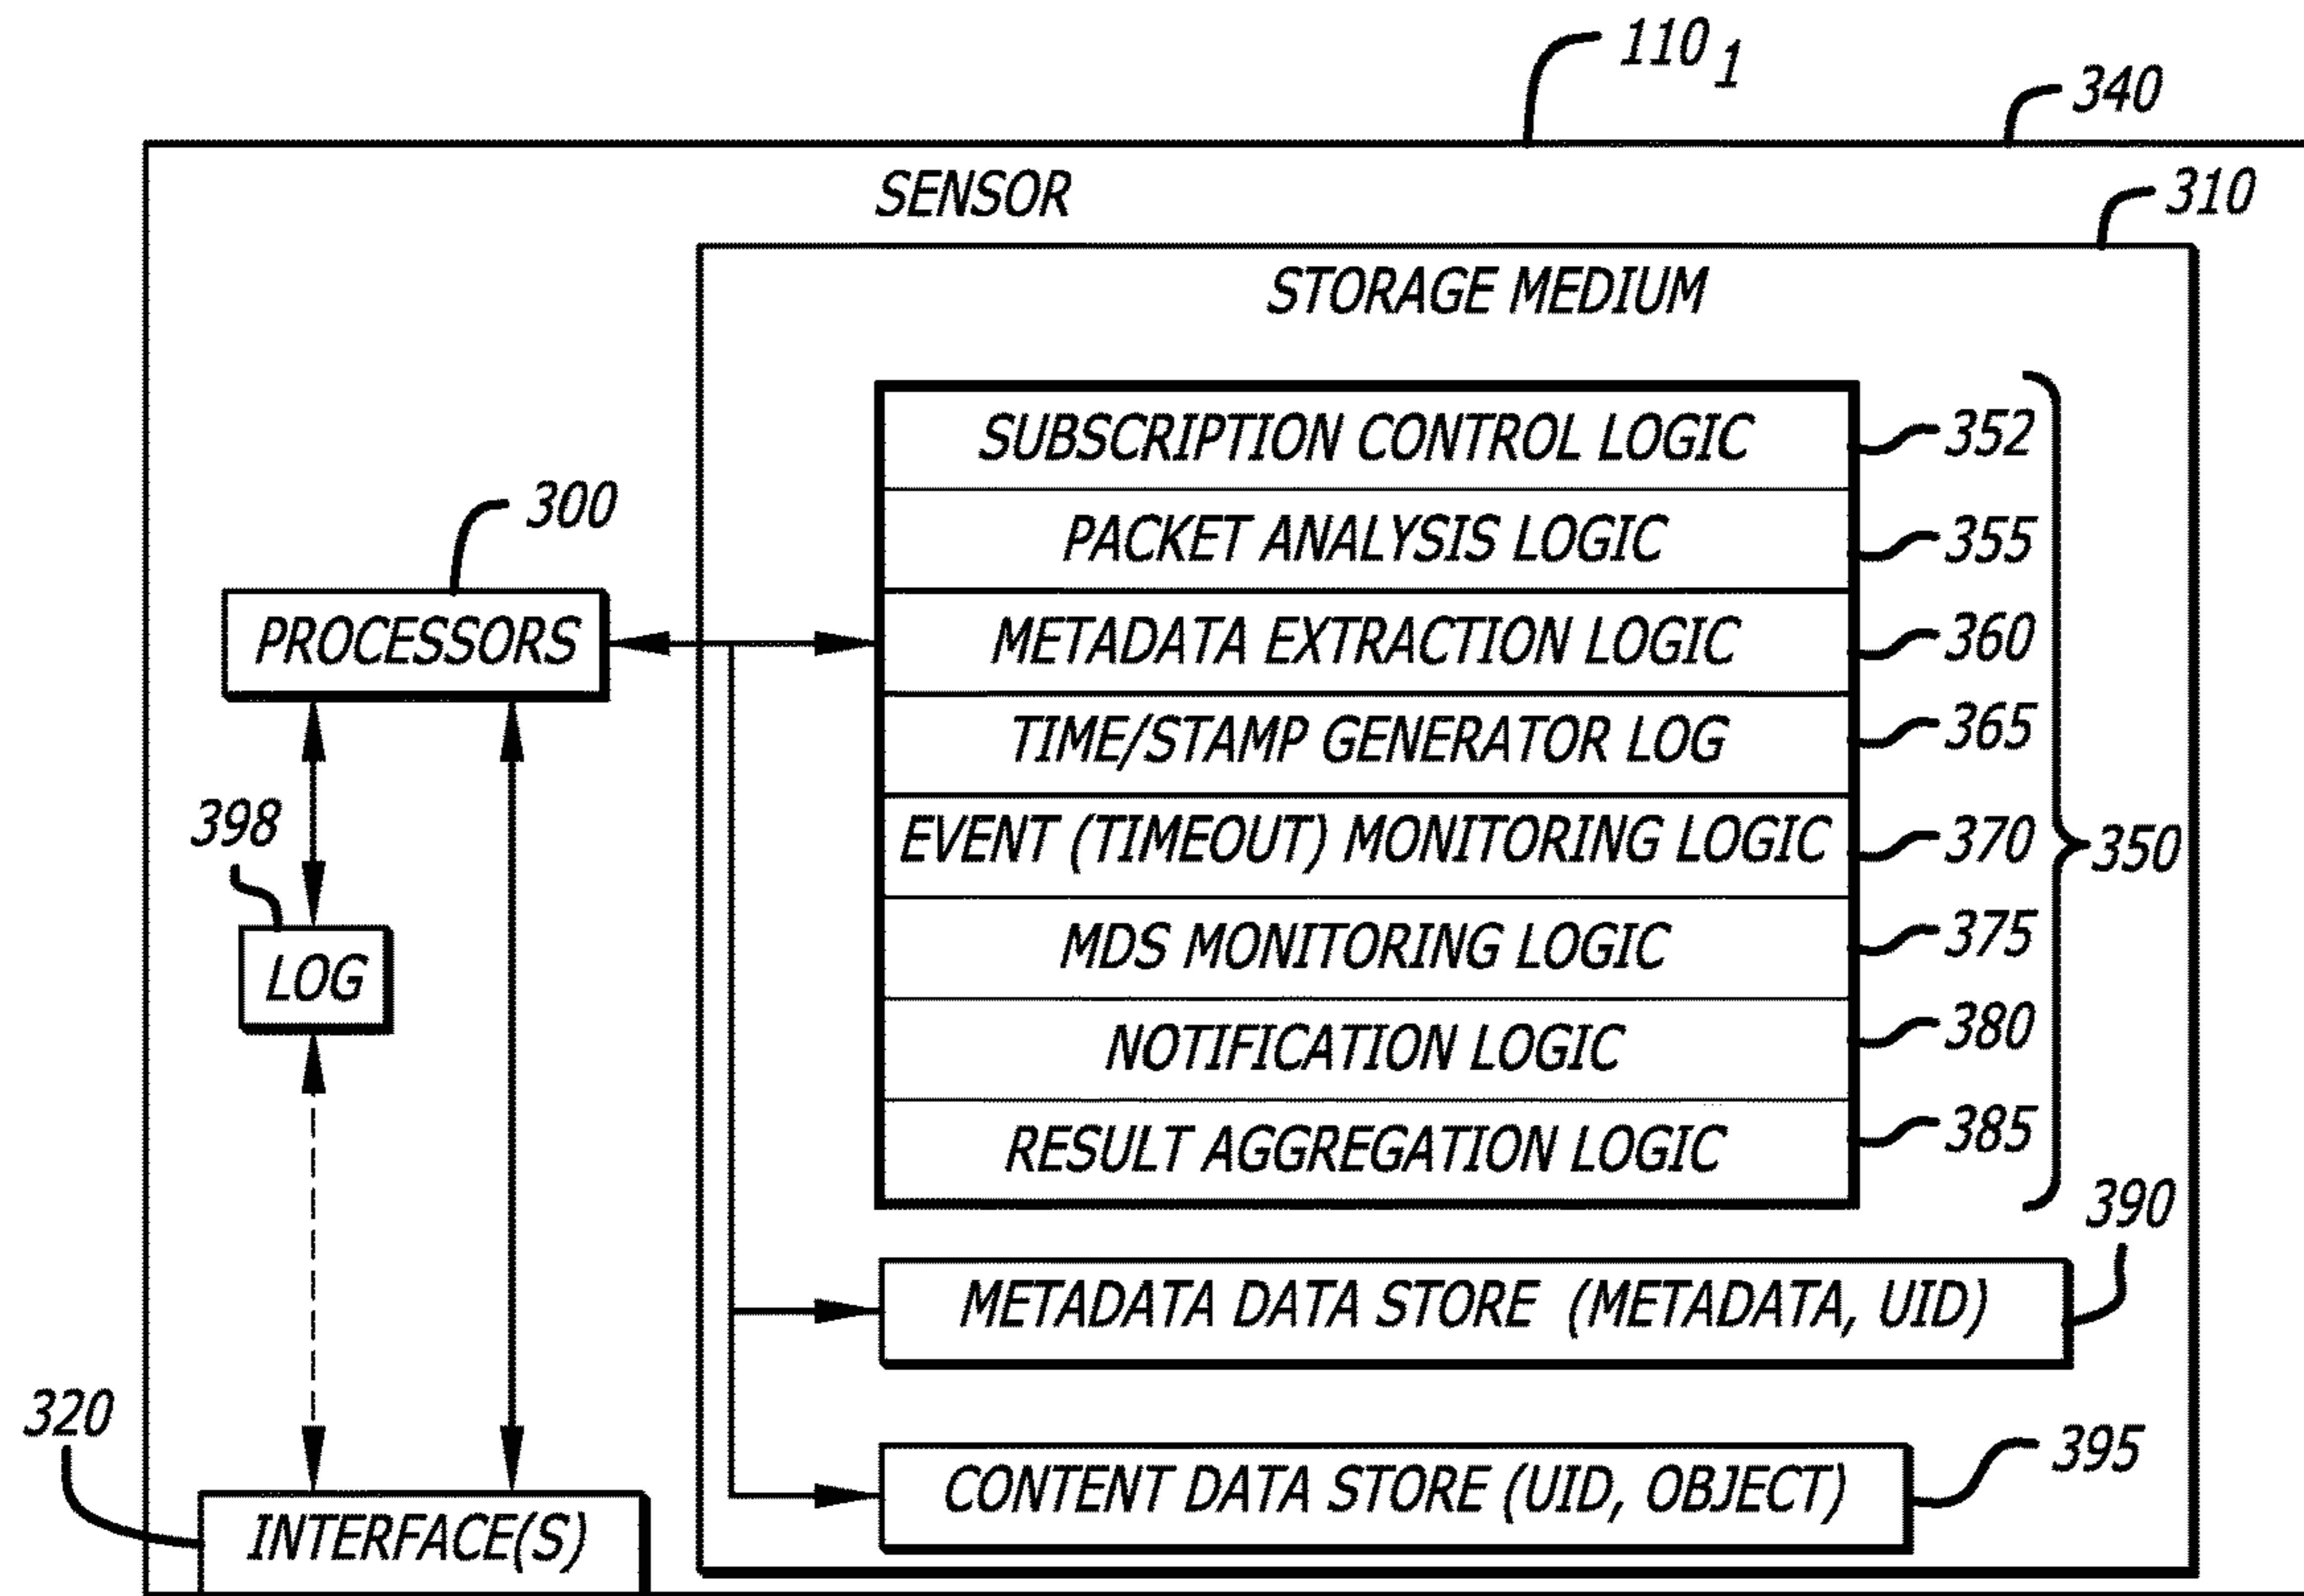 110 1
340
SENSOR
310
STORAGE MEDIUM
SUBSCRIPTION CONTROL LOGIC 352
300
PACKET ANALYSIS LOGIC 355
PROCESSORS
METADATA EXTRACTION LOGIC 360
TIME/STAMP GENERATOR LOG 365
398
EVENT (TIMEOUT) MONITORING LOGIC 370
350
MDS MONITORING LOGIC 375
LOG
NOTIFICATION LOGIC 380
RESULT AGGREGATION LOGIC 385
390
METADATA DATA STORE (METADATA, UID)
320
395
CONTENT DATA STORE (UID, OBJECT)
INTERFACE(S)